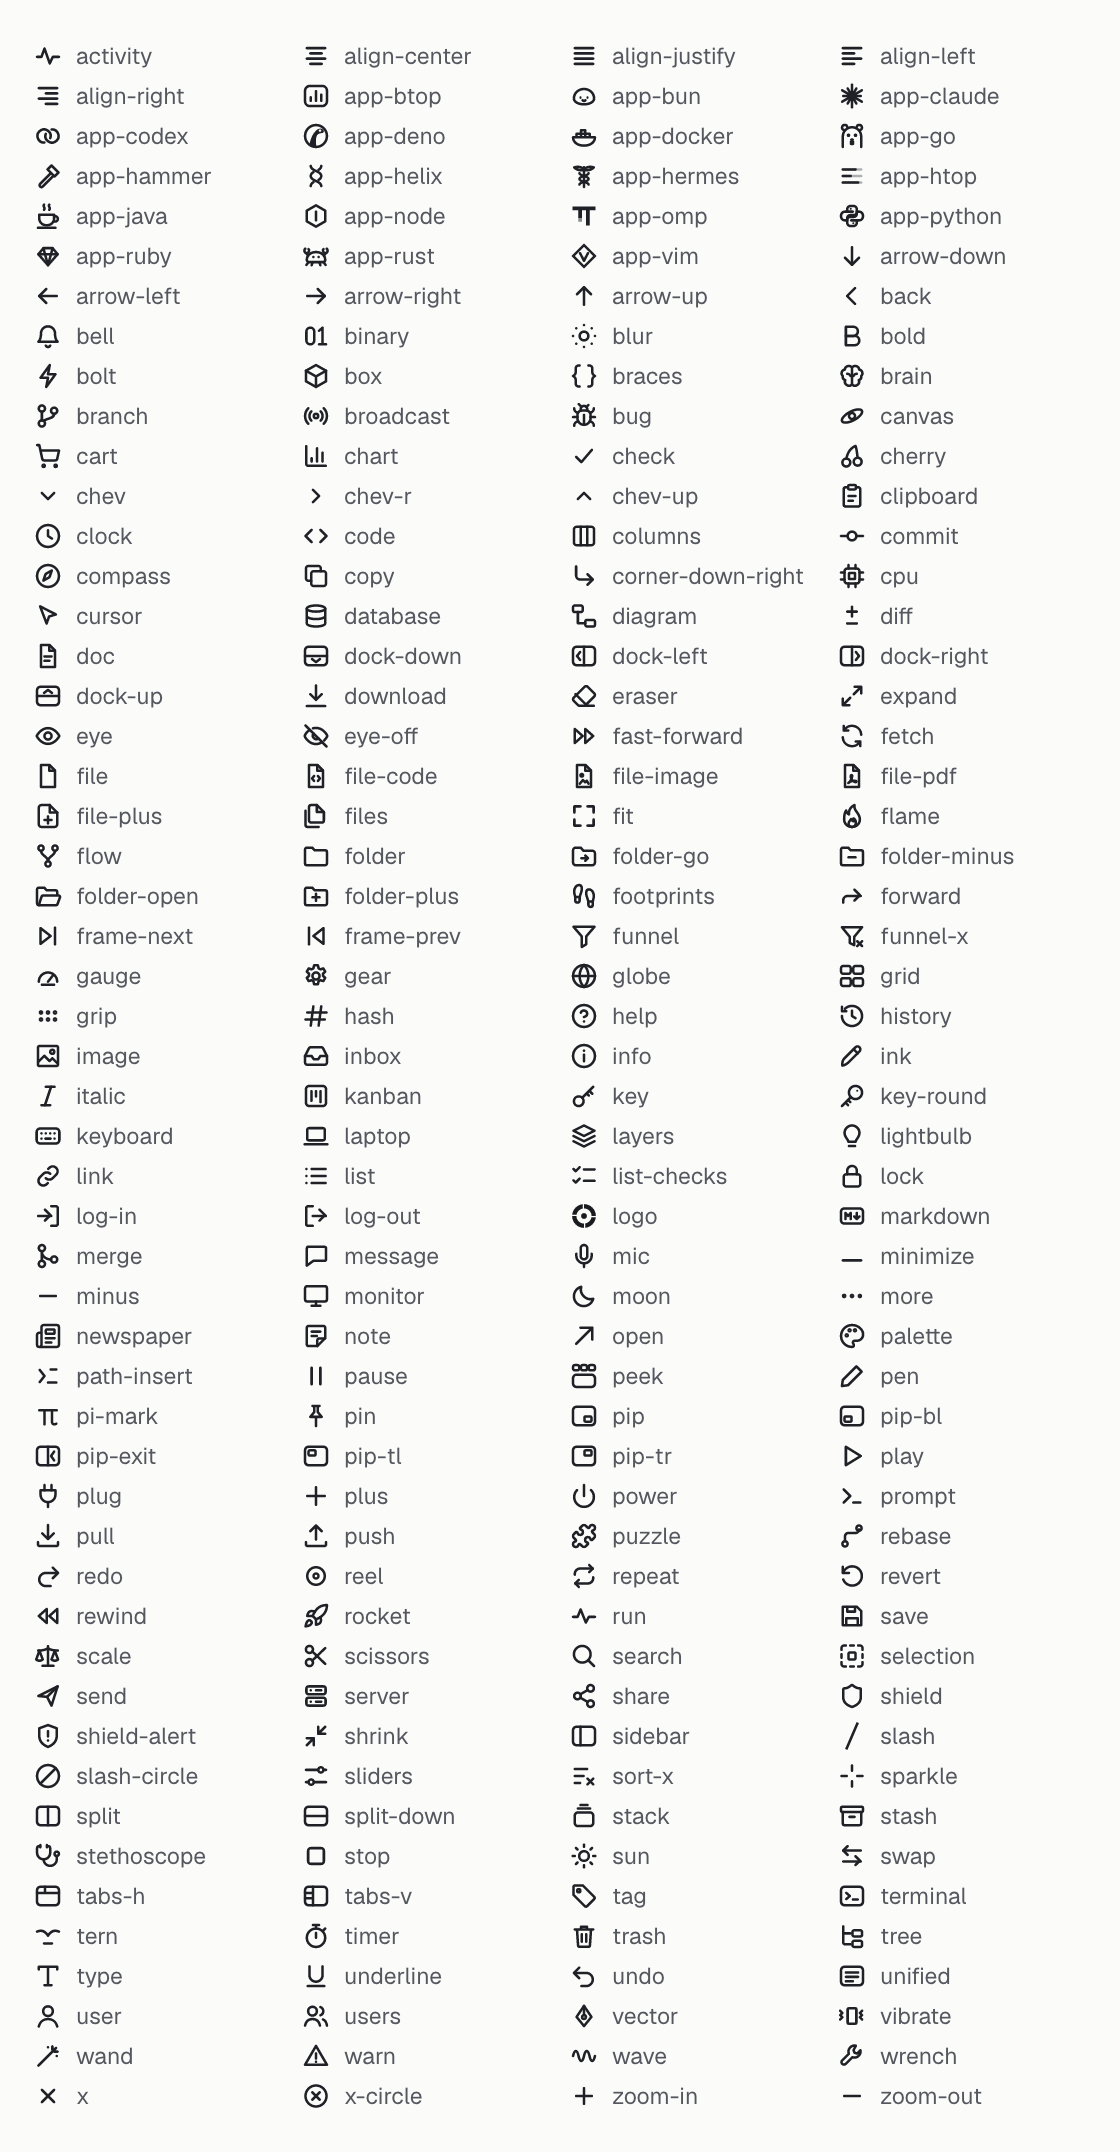 activity align-center align-justify align-left
align-right app-btop app-bun app-claude
app-codex app-deno app-docker app-go
app-hammer app-helix app-hermes app-htop
app-java app-node app-omp app-python
app-ruby app-rust app-vim arrow-down
arrow-left arrow-right arrow-up back
bell binary blur bold
bolt box braces brain
branch broadcast bug canvas
cart chart check cherry
chev chev-r chev-up clipboard
clock code columns commit
compass copy corner-down-right cpu
cursor database diagram diff
doc dock-down dock-left dock-right
dock-up download eraser expand
eye eye-off fast-forward fetch
file file-code file-image file-pdf
file-plus files fit flame
flow folder folder-go folder-minus
folder-open folder-plus footprints forward
frame-next frame-prev funnel funnel-x
gauge gear globe grid
grip hash help history
image inbox info ink
italic kanban key key-round
keyboard laptop layers lightbulb
link list list-checks lock
log-in log-out logo markdown
merge message mic minimize
minus monitor moon more
newspaper note open palette
path-insert pause peek pen
pi-mark pin pip pip-bl
pip-exit pip-tl pip-tr play
plug plus power prompt
pull push puzzle rebase
redo reel repeat revert
rewind rocket run save
scale scissors search selection
send server share shield
shield-alert shrink sidebar slash
slash-circle sliders sort-x sparkle
split split-down stack stash
stethoscope stop sun swap
tabs-h tabs-v tag terminal
tern timer trash tree
type underline undo unified
user users vector vibrate
wand warn wave wrench
x x-circle zoom-in zoom-out